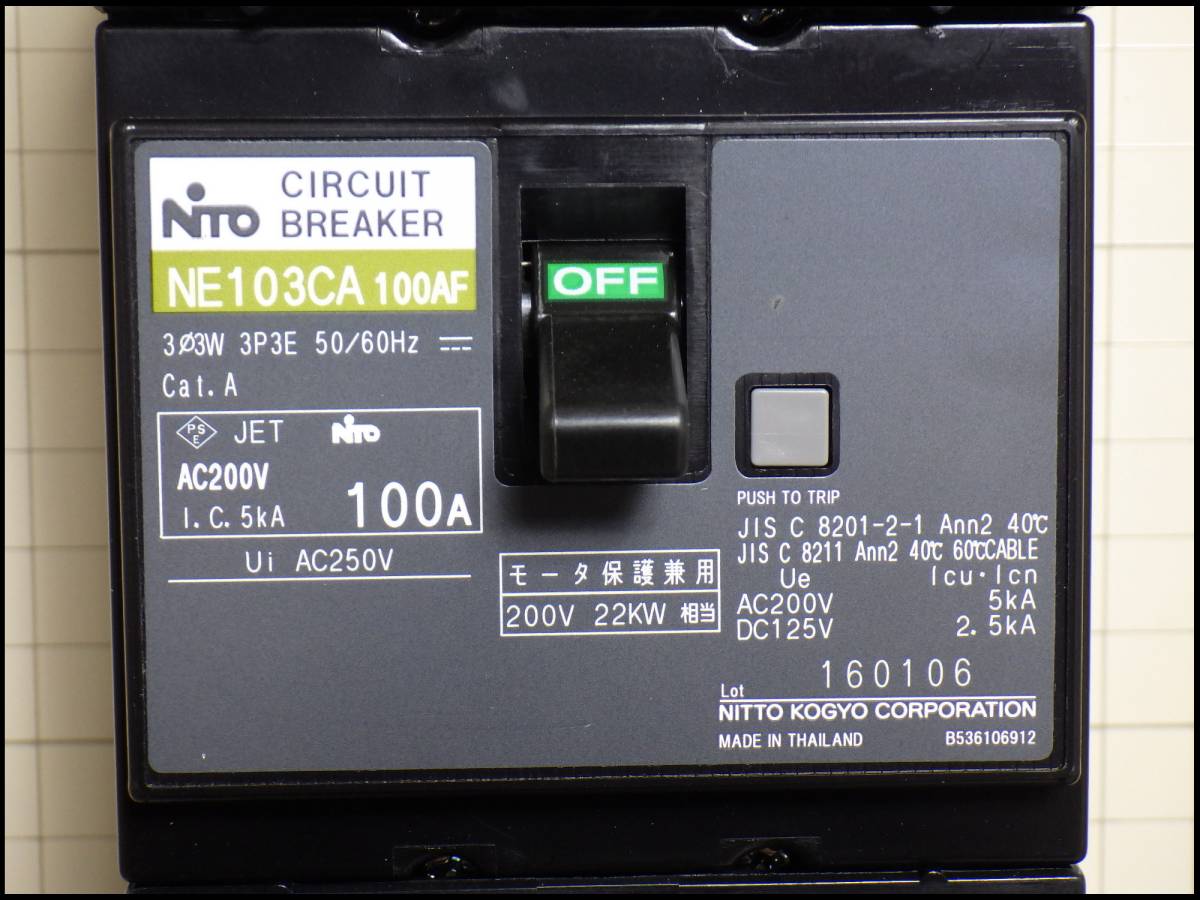 NiTO
CIRCUIT
BREAKER
NE103CA 100AF
3Ø3W 3P3E 50/60Hz ⎓
Cat. A
PS
E
JET NiTO
AC200V
I.C. 5kA 100A
Ui AC250V
OFF
モータ保護兼用
200V 22KW 相当
PUSH TO TRIP
JIS C 8201-2-1 Ann2 40℃
JIS C 8211 Ann2 40℃ 60℃CABLE
Ue Icu・Icn
AC200V 5kA
DC125V 2.5kA
Lot 160106
NITTO KOGYO CORPORATION
MADE IN THAILAND B536106912